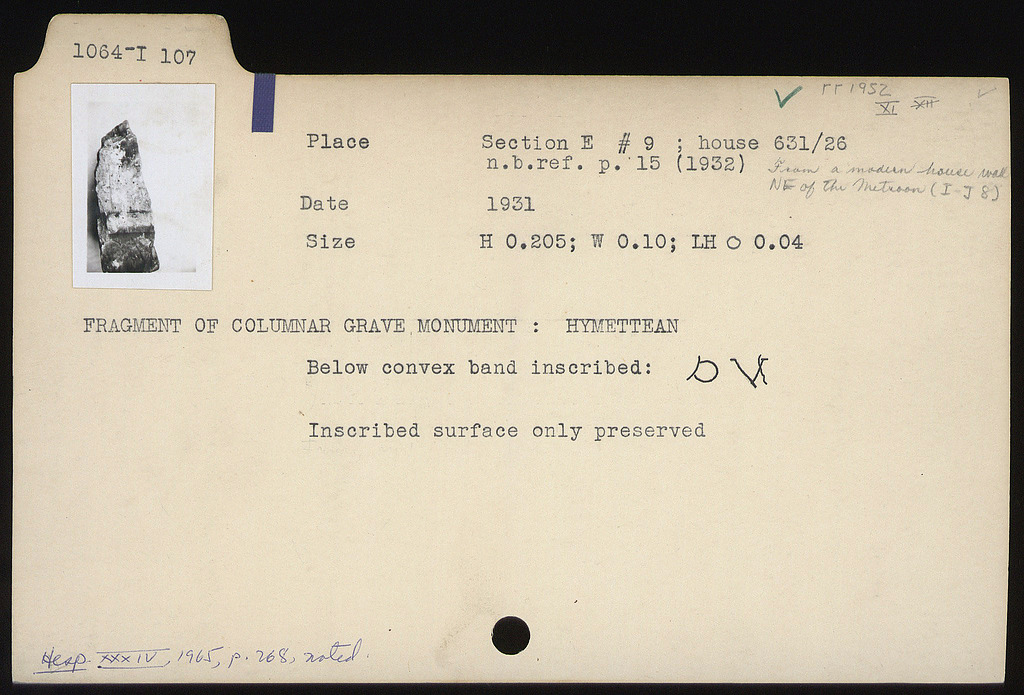 1064-I 107
✓ rr 1952 ✓
XI XII
Place Section E # 9 ; house 631/26
n.b.ref. p. 15 (1932)
From a modern house wall
NE of the Metroon (I-J 8)
Date 1931
Size H 0.205; W 0.10; LH O 0.04
FRAGMENT OF COLUMNAR GRAVE MONUMENT : HYMETTEAN
Below convex band inscribed:
Inscribed surface only preserved
Hesp. XXXIV, 1965, p. 268, noted.